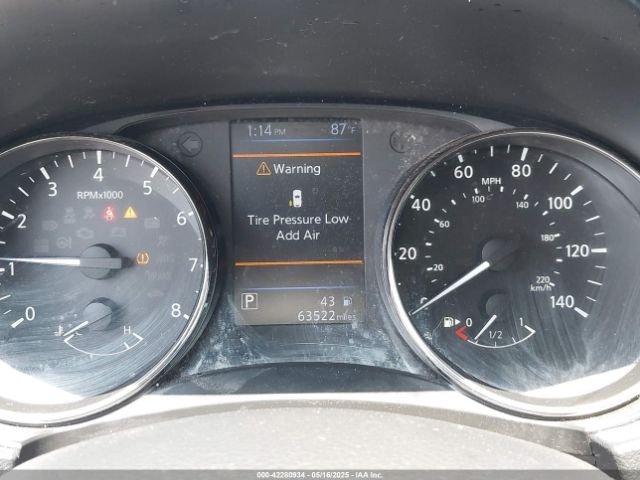 1:14 PM 87°F
Warning
Tire Pressure Low
Add Air
P 43
63522 miles
RPMx1000
0 1 2 3 4 5 6 7 8
H
MPH
0 20 40 60 80 100 120 140
20 60 100 140 180 220
km/h
0 1/2 1
000-42280934 - 05/16/2025 - IAA Inc.